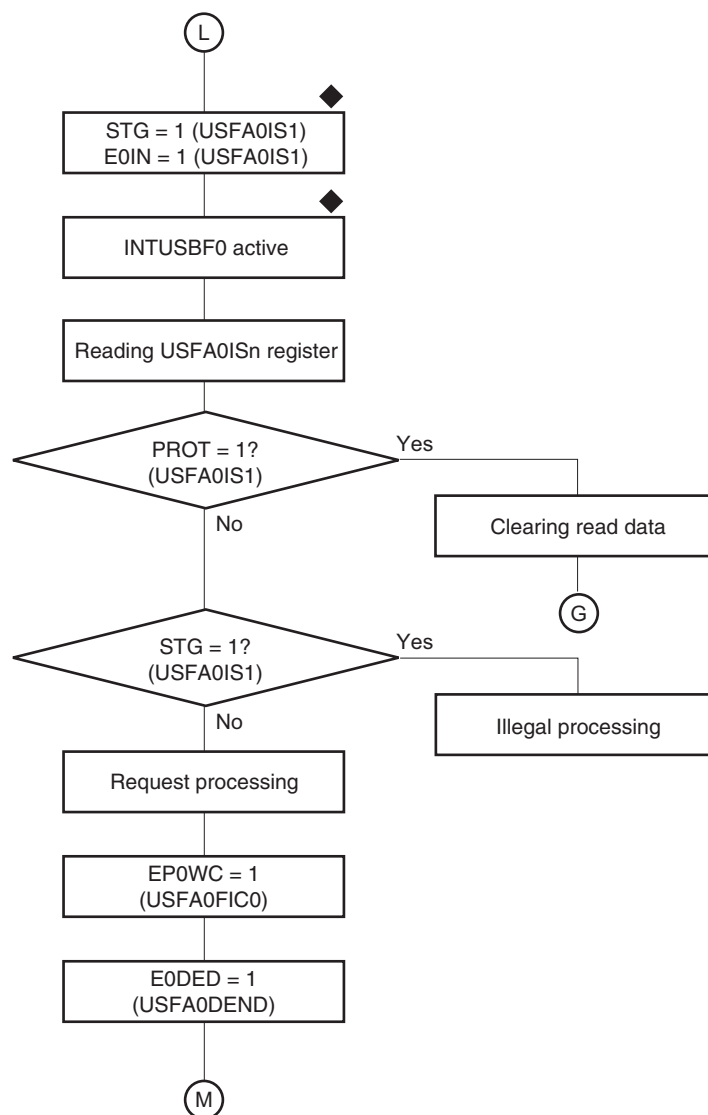 L
STG = 1 (USFA0IS1)
E0IN = 1 (USFA0IS1)
INTUSBF0 active
Reading USFA0ISn register
PROT = 1?
(USFA0IS1)
Yes
No
Clearing read data
G
STG = 1?
(USFA0IS1)
Yes
No
Illegal processing
Request processing
EP0WC = 1
(USFA0FIC0)
E0DED = 1
(USFA0DEND)
M